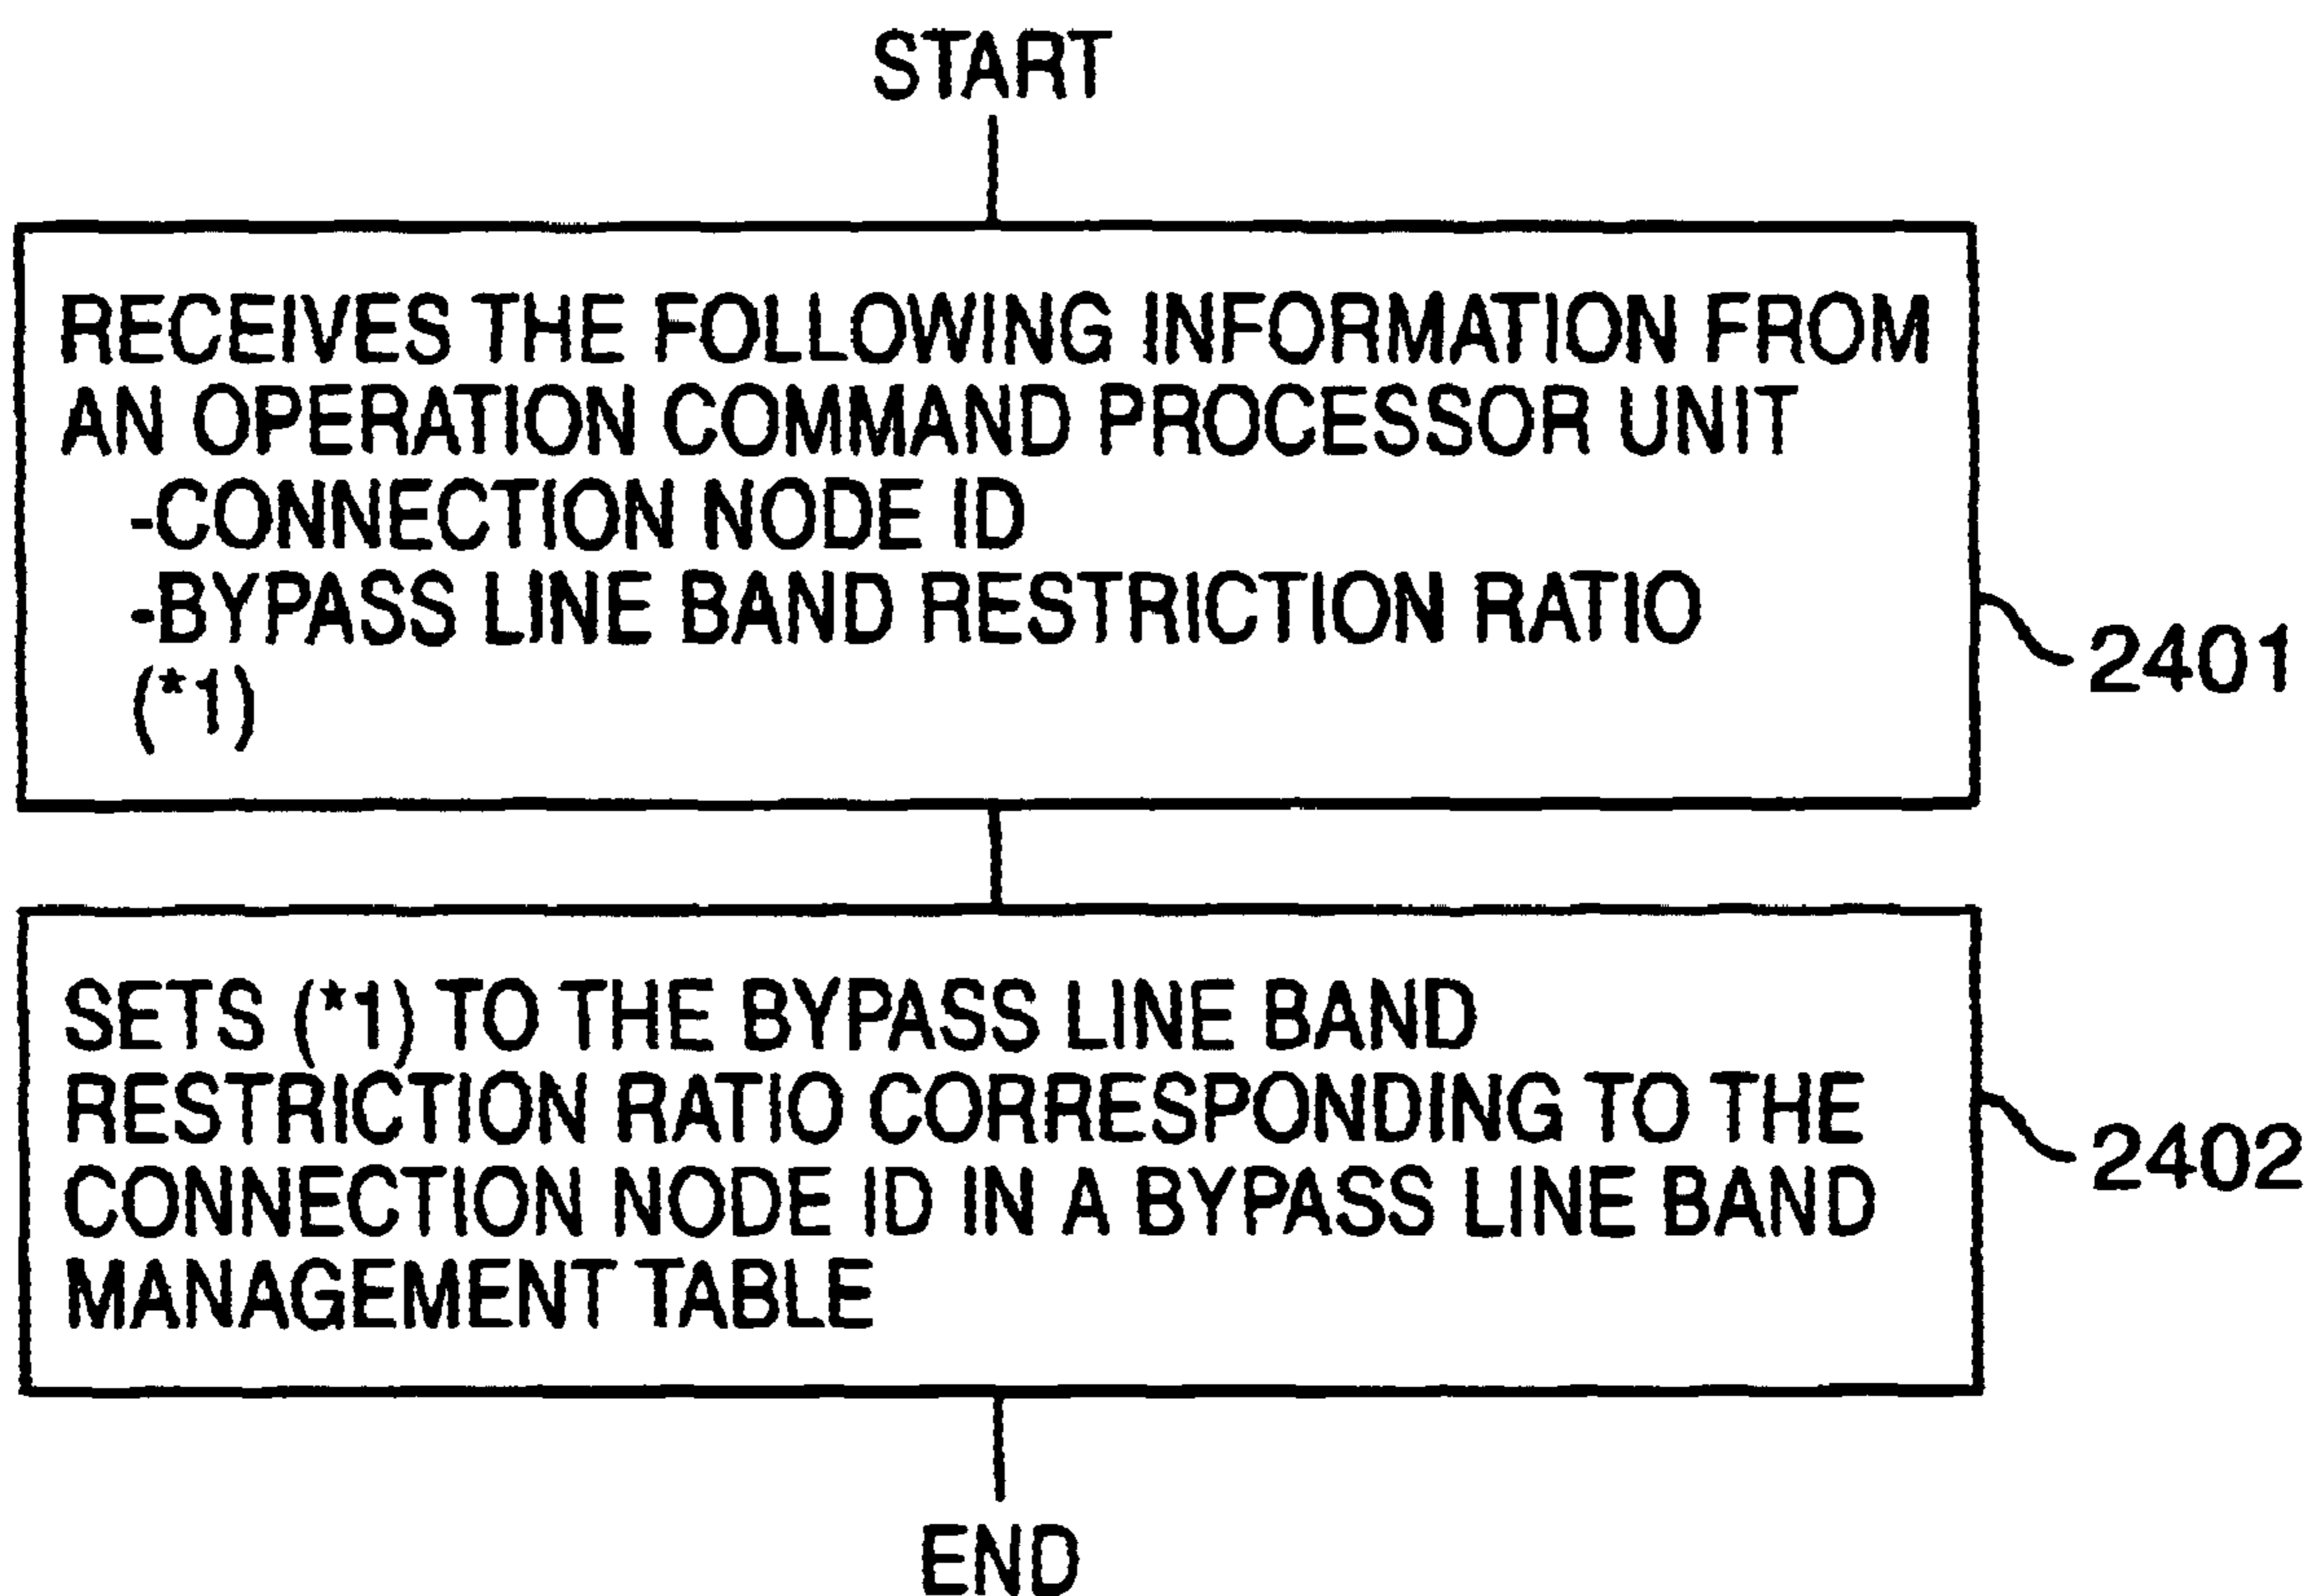 START
RECEIVES THE FOLLOWING INFORMATION FROM
AN OPERATION COMMAND PROCESSOR UNIT
-CONNECTION NODE ID
-BYPASS LINE BAND RESTRICTION RATIO
(*1)
2401
SETS (*1) TO THE BYPASS LINE BAND
RESTRICTION RATIO CORRESPONDING TO THE
CONNECTION NODE ID IN A BYPASS LINE BAND
MANAGEMENT TABLE
2402
END